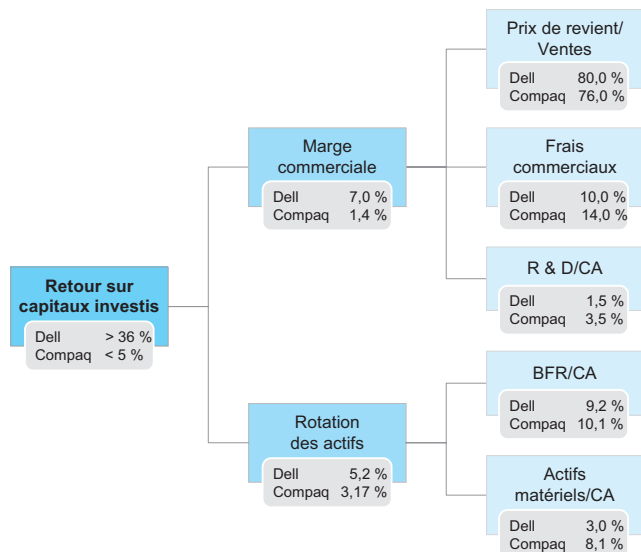 Prix de revient/
Ventes
Dell 80,0 %
Compaq 76,0 %
Marge
commerciale
Dell 7,0 %
Compaq 1,4 %
Frais
commerciaux
Dell 10,0 %
Compaq 14,0 %
Retour sur
capitaux investis
Dell > 36 %
Compaq < 5 %
R & D/CA
Dell 1,5 %
Compaq 3,5 %
BFR/CA
Dell 9,2 %
Compaq 10,1 %
Rotation
des actifs
Dell 5,2 %
Compaq 3,17 %
Actifs
matériels/CA
Dell 3,0 %
Compaq 8,1 %